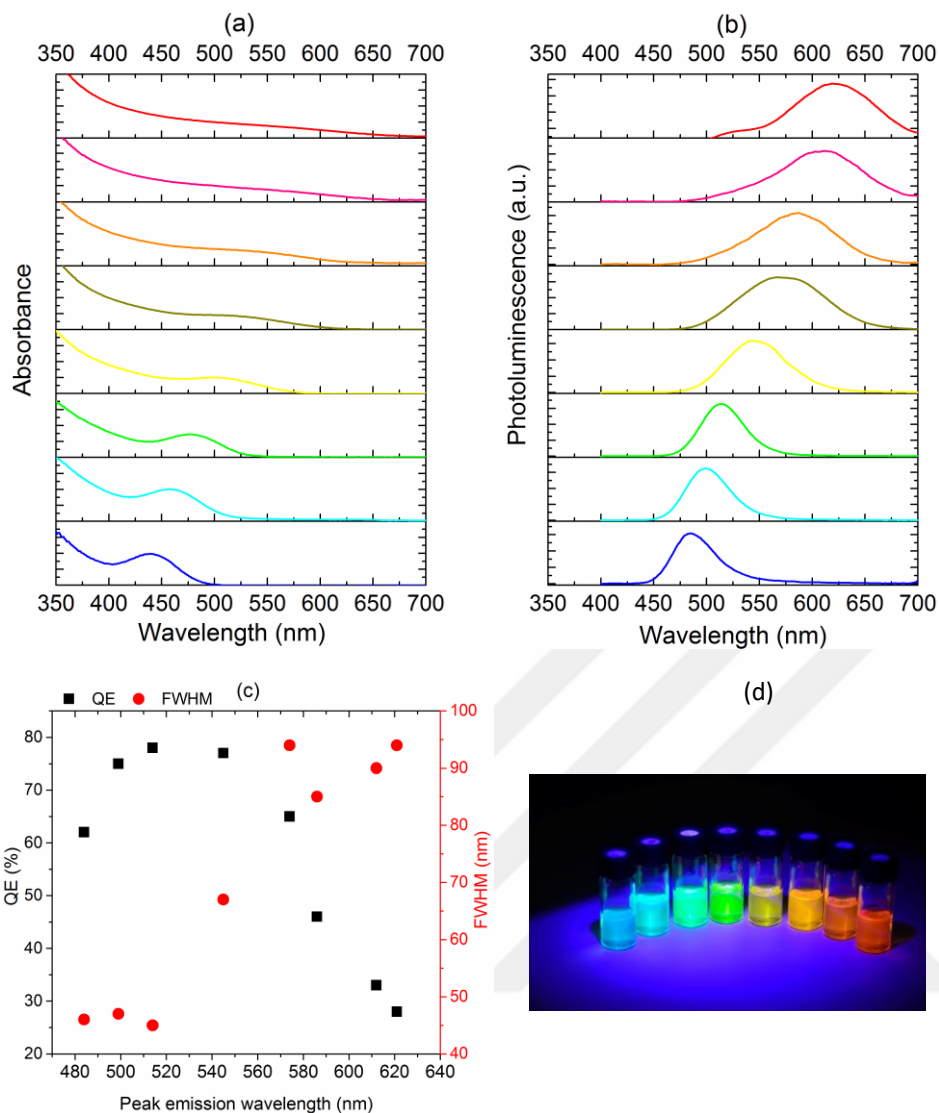 (a)
350 400 450 500 550 600 650 700
Absorbance
350 400 450 500 550 600 650 700
Wavelength (nm)
(b)
350 400 450 500 550 600 650 700
Photoluminescence (a.u.)
350 400 450 500 550 600 650 700
Wavelength (nm)
(c)
QE FWHM
80
70
60
50
40
30
20
QE (%)
100
90
80
70
60
50
40
FWHM (nm)
480 500 520 540 560 580 600 620 640
Peak emission wavelength (nm)
(d)